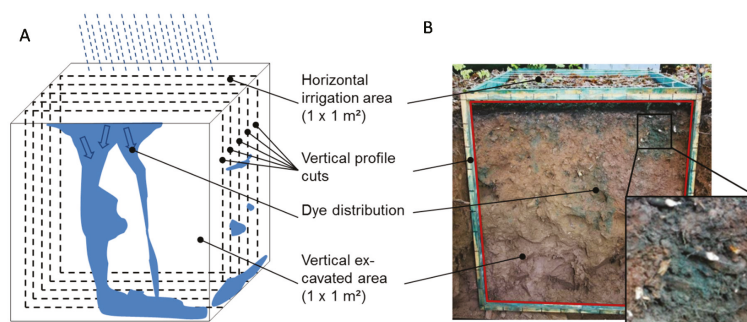 A
B
Horizontal
irrigation area
(1 x 1 m²)
Vertical profile
cuts
Dye distribution
Vertical ex-
cavated area
(1 x 1 m²)